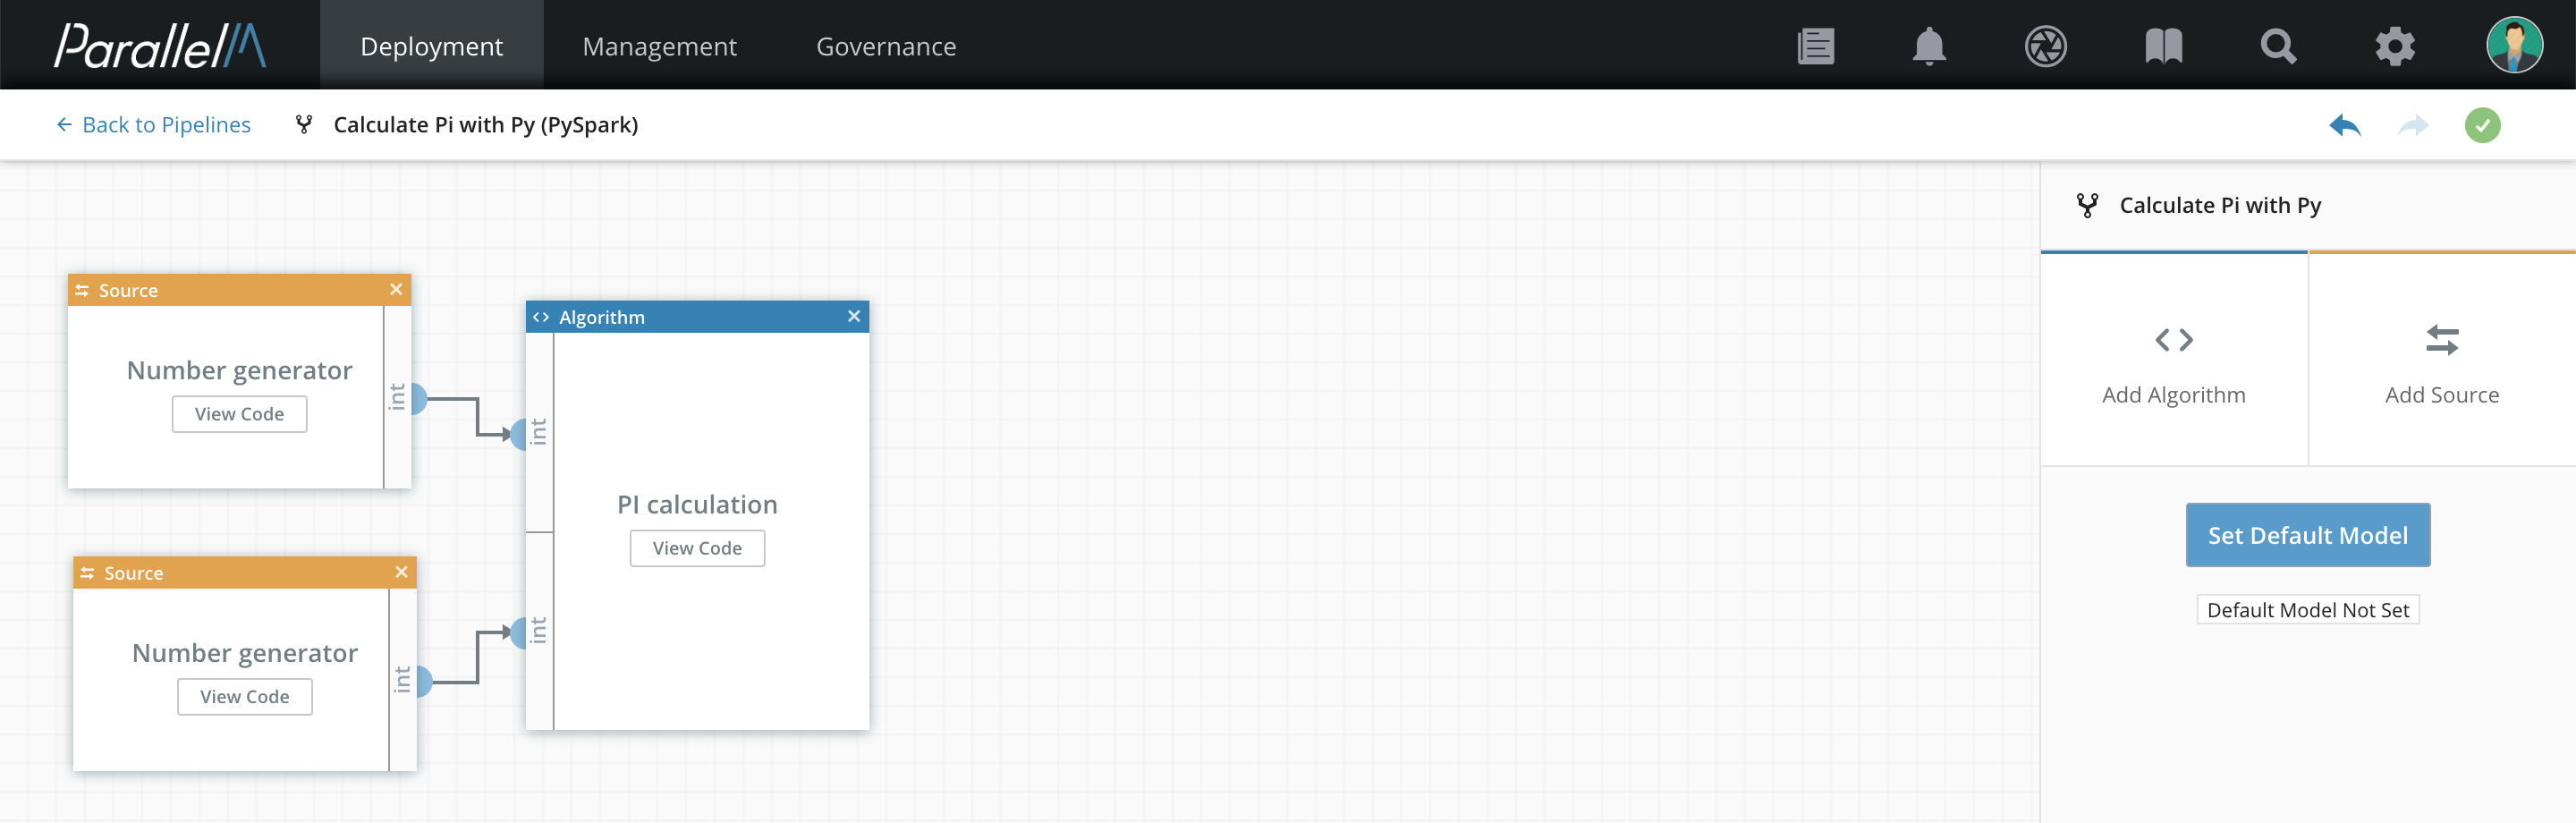 ParallelM
Deployment
Management
Governance
Back to Pipelines
Calculate Pi with Py (PySpark)
Calculate Pi with Py
Source
Number generator
View Code
int
Algorithm
int
PI calculation
View Code
int
Source
Number generator
View Code
int
Add Algorithm
Add Source
Set Default Model
Default Model Not Set